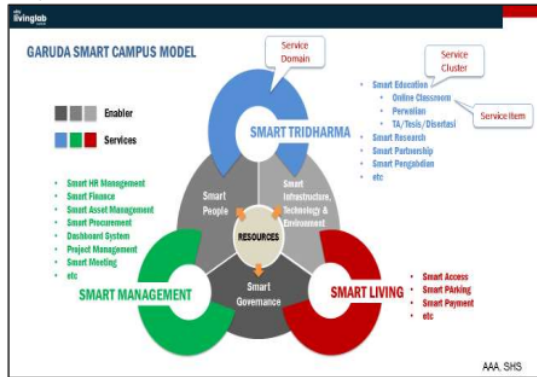 livinglab
GARUDA SMART CAMPUS MODEL
Service
Domain
Service
Cluster
Enabler
Services
• Smart Education
• Online Classroom
• Perwalian
• TA/Tesis/Disertasi
Service Item
• Smart Research
• Smart Partnership
• Smart Pengabdian
• etc
SMART TRIDHARMA
• Smart HR Management
• Smart Finance
• Smart Asset Management
• Smart Procurement
• Dashboard System
• Project Management
• Smart Meeting
• etc
Smart
People
Smart
Infrastructure,
Technology &
Environment
RESOURCES
SMART MANAGEMENT
Smart
Governance
SMART LIVING
• Smart Access
• Smart PArking
• Smart Payment
• etc
AAA, SHS